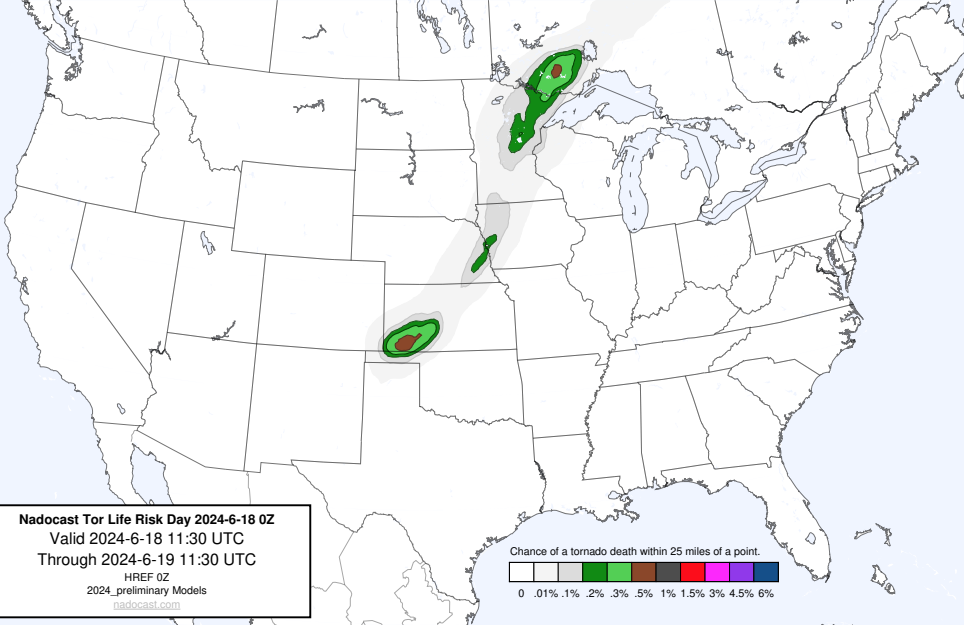 Nadocast Tor Life Risk Day 2024-6-18 0Z
Valid 2024-6-18 11:30 UTC
Through 2024-6-19 11:30 UTC
HREF 0Z
2024_preliminary Models
nadocast.com
Chance of a tornado death within 25 miles of a point.
0 .01% .1% .2% .3% .5% 1% 1.5% 3% 4.5% 6%